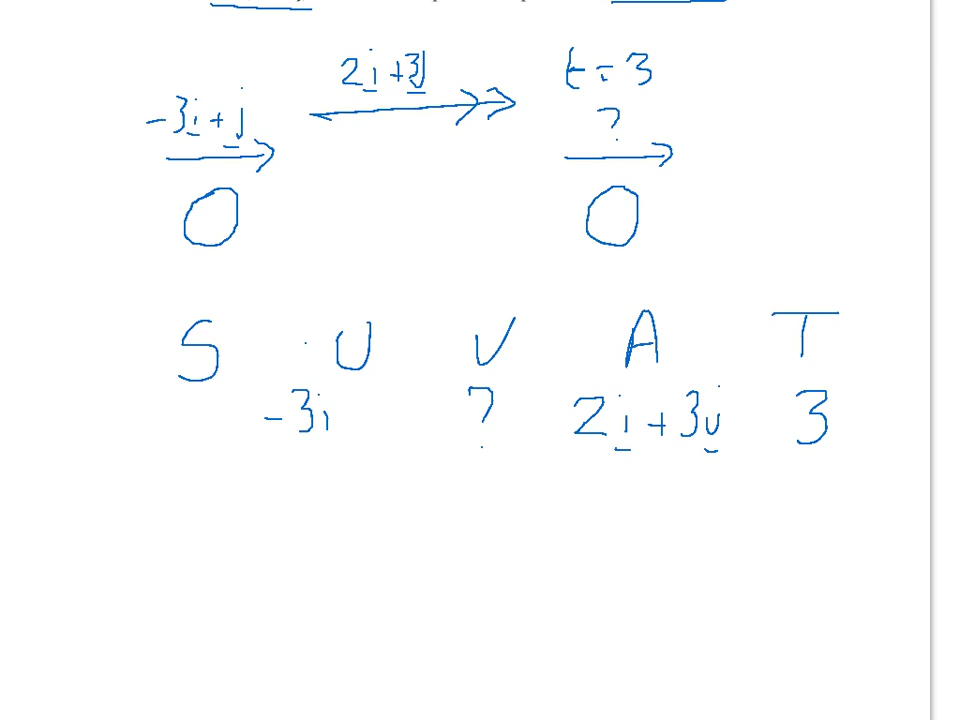 2i + 3j t = 3
-3i + j ?
S U V A T
-3i ? 2i + 3j 3